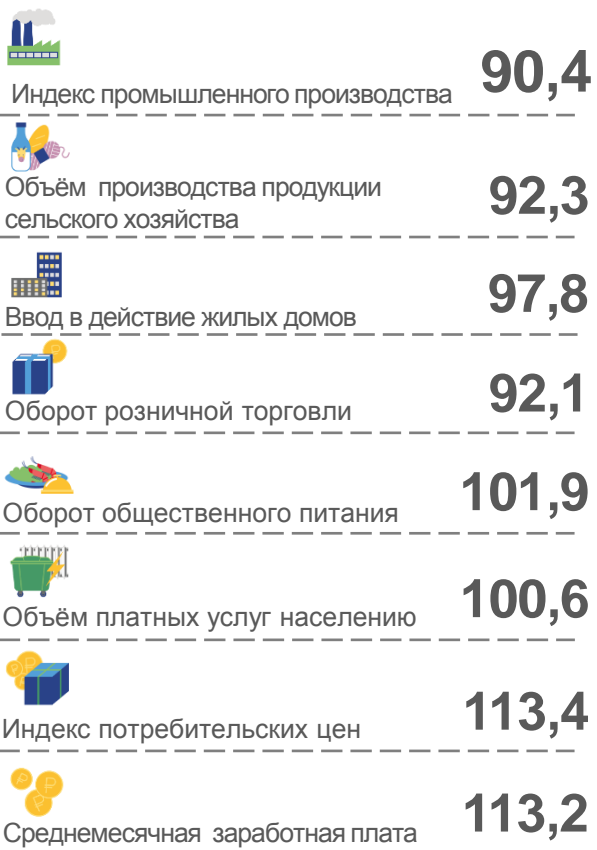 Индекс промышленного производства 90,4
Объём производства продукции
сельского хозяйства 92,3
Ввод в действие жилых домов 97,8
Оборот розничной торговли 92,1
Оборот общественного питания 101,9
Объём платных услуг населению 100,6
Индекс потребительских цен 113,4
Среднемесячная заработная плата 113,2